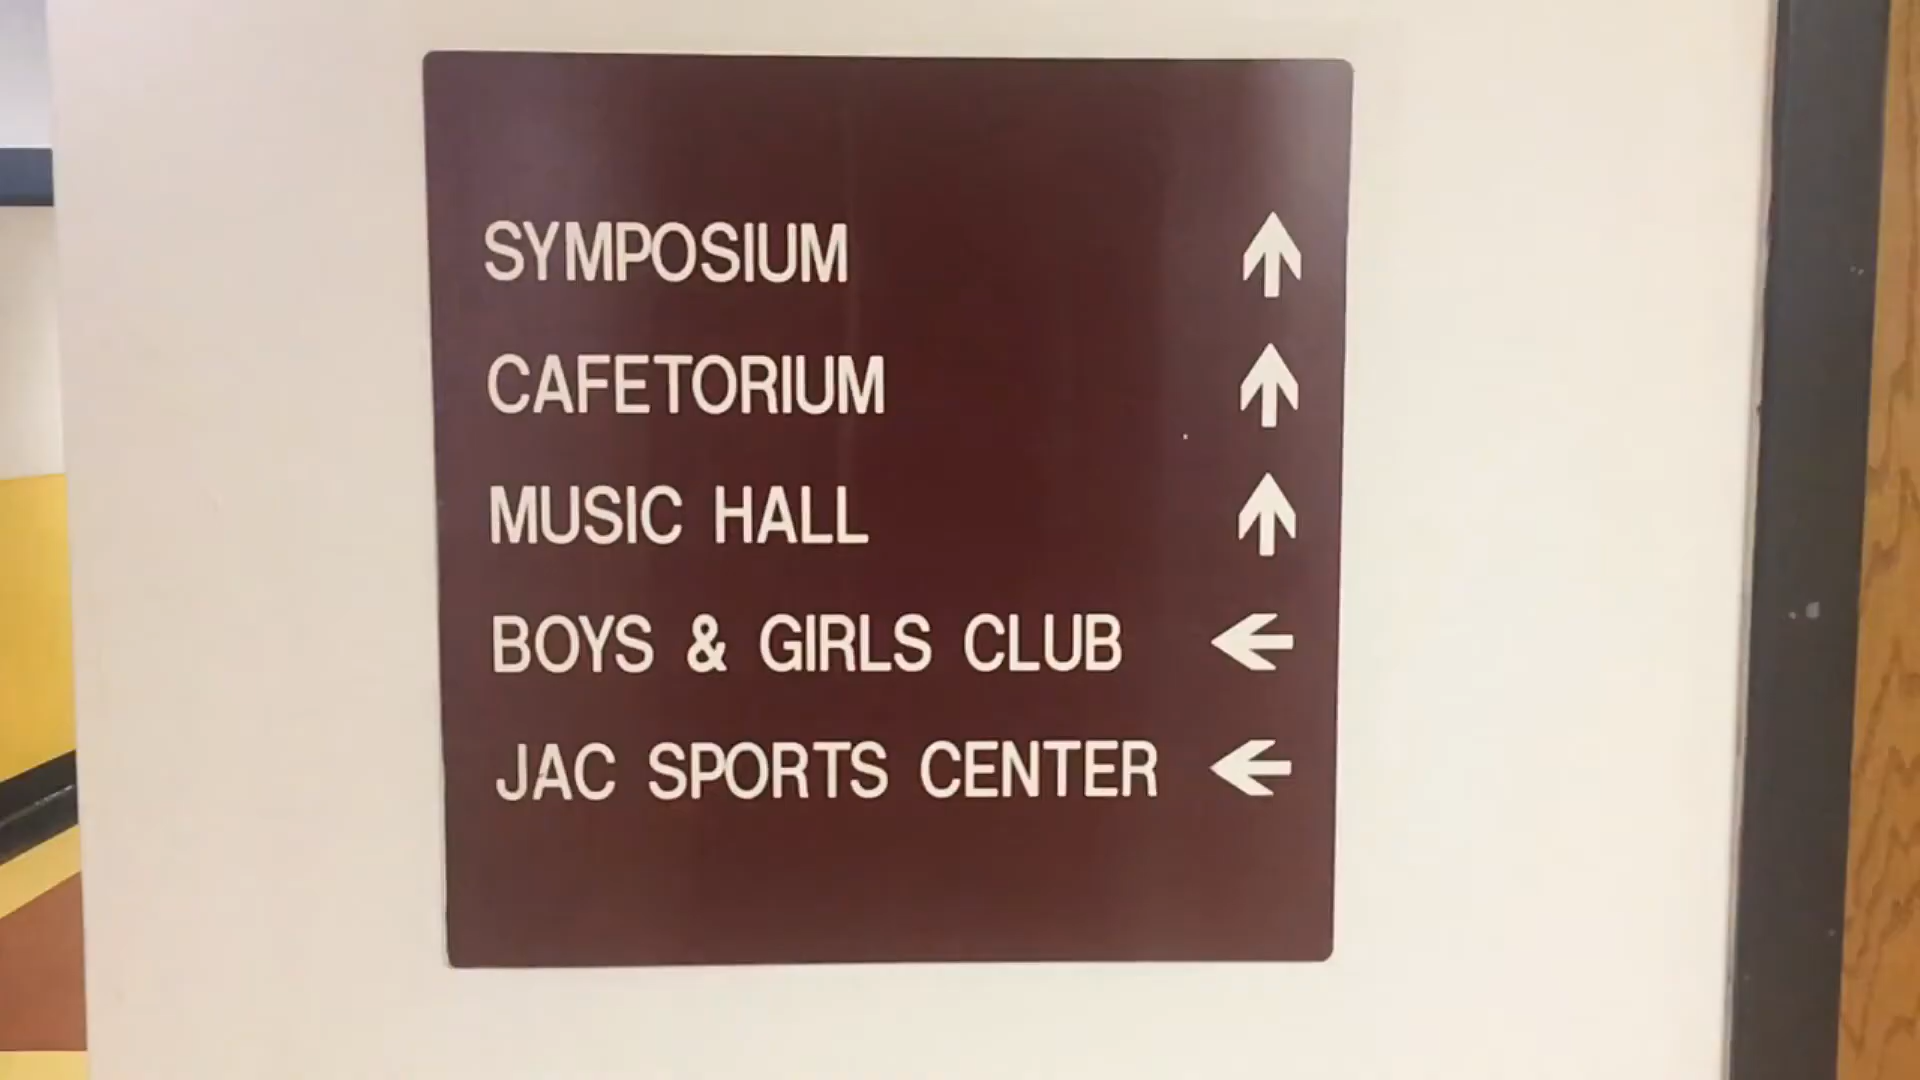 SYMPOSIUM ↑
CAFETORIUM ↑
MUSIC HALL ↑
BOYS & GIRLS CLUB ←
JAC SPORTS CENTER ←